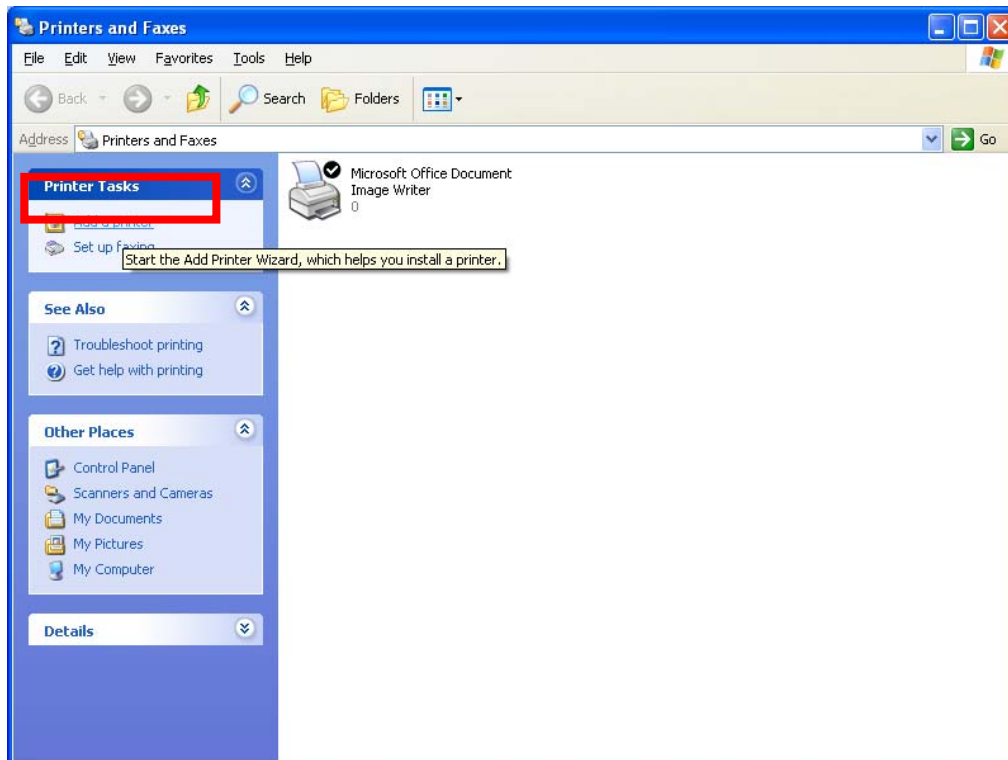 Printers and Faxes
File Edit View Favorites Tools Help
Back Search Folders
Address Printers and Faxes Go
Printer Tasks
Add a printer
Set up faxing
Start the Add Printer Wizard, which helps you install a printer.
See Also
Troubleshoot printing
Get help with printing
Other Places
Control Panel
Scanners and Cameras
My Documents
My Pictures
My Computer
Details
Microsoft Office Document
Image Writer
0